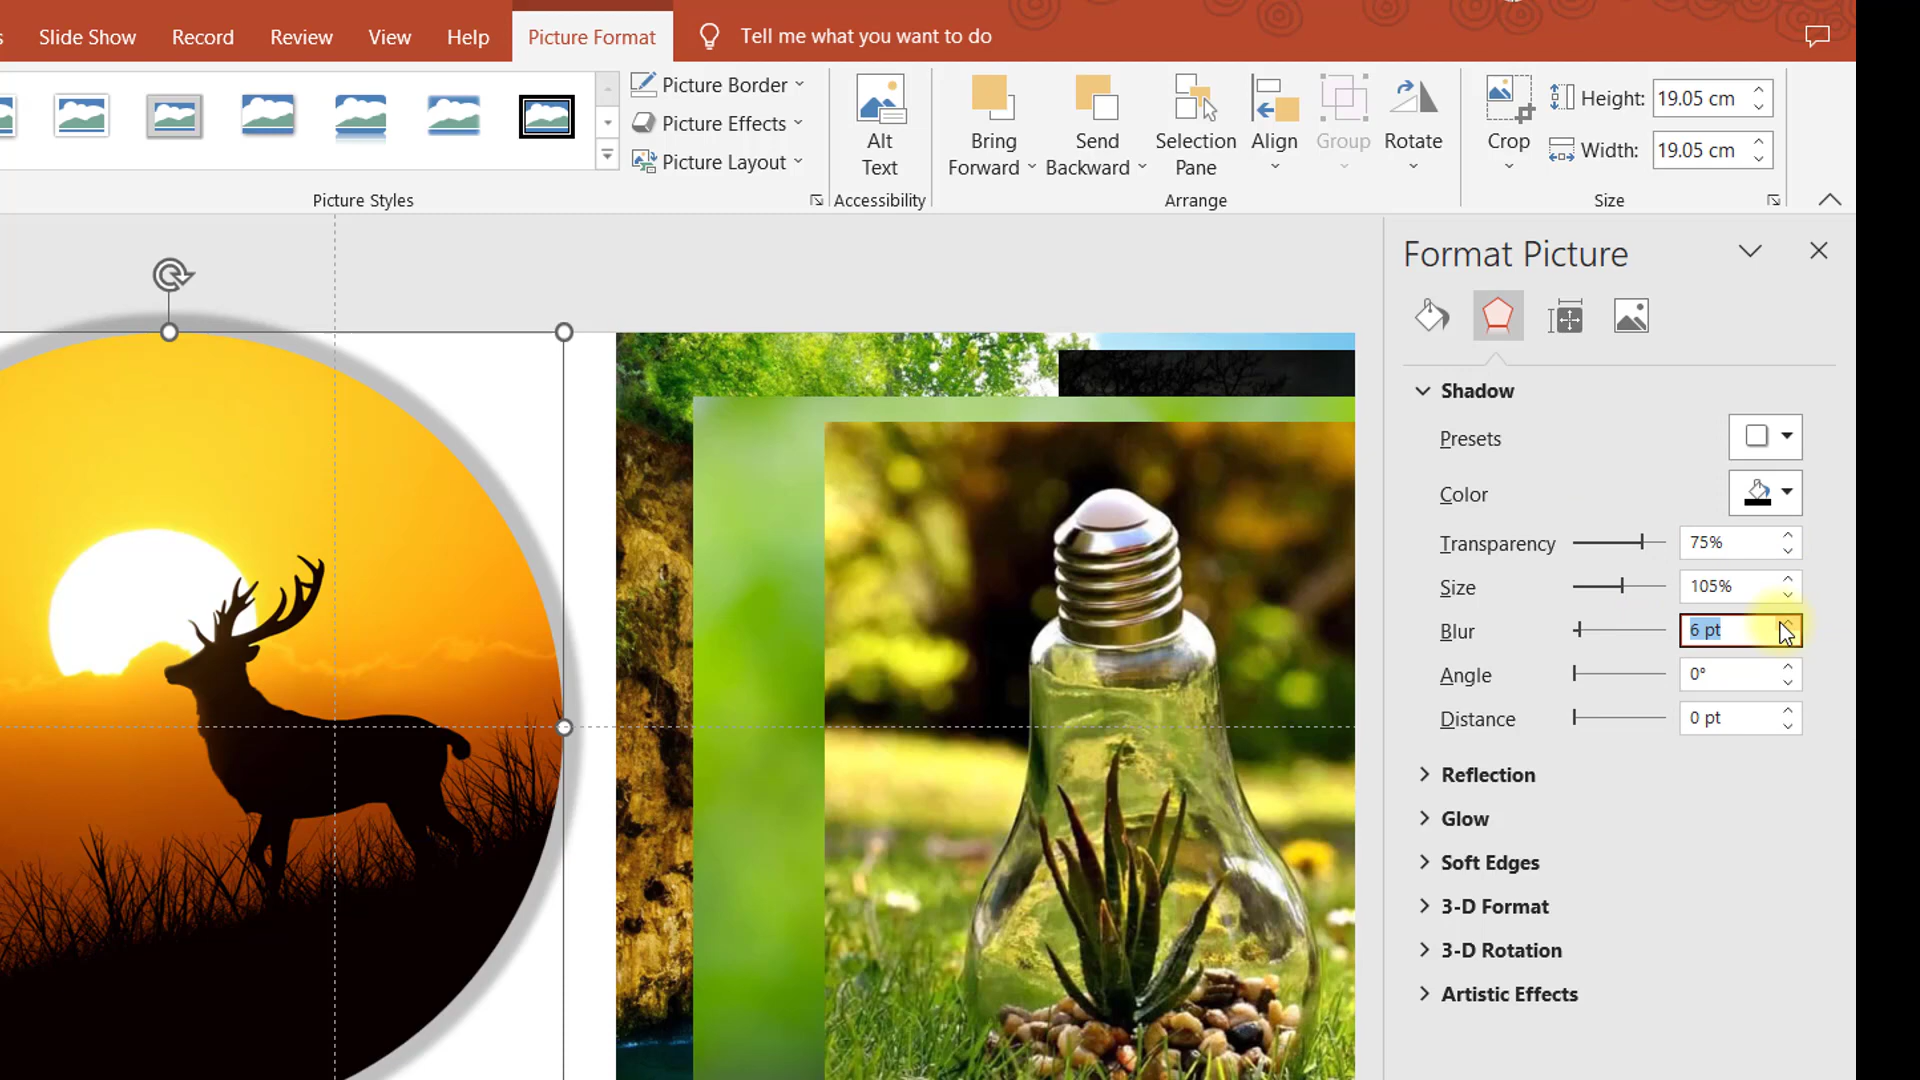 s Slide Show Record Review View Help Picture Format Tell me what you want to do
Picture Border
Picture Effects
Picture Layout
Picture Styles
Alt
Text
Accessibility
Bring
Forward
Send
Backward
Selection
Pane
Align
Group
Rotate
Arrange
Crop
Height: 19.05 cm
Width: 19.05 cm
Size
Format Picture
Shadow
Presets
Color
Transparency 75%
Size 105%
Blur 6 pt
Angle 0°
Distance 0 pt
Reflection
Glow
Soft Edges
3-D Format
3-D Rotation
Artistic Effects